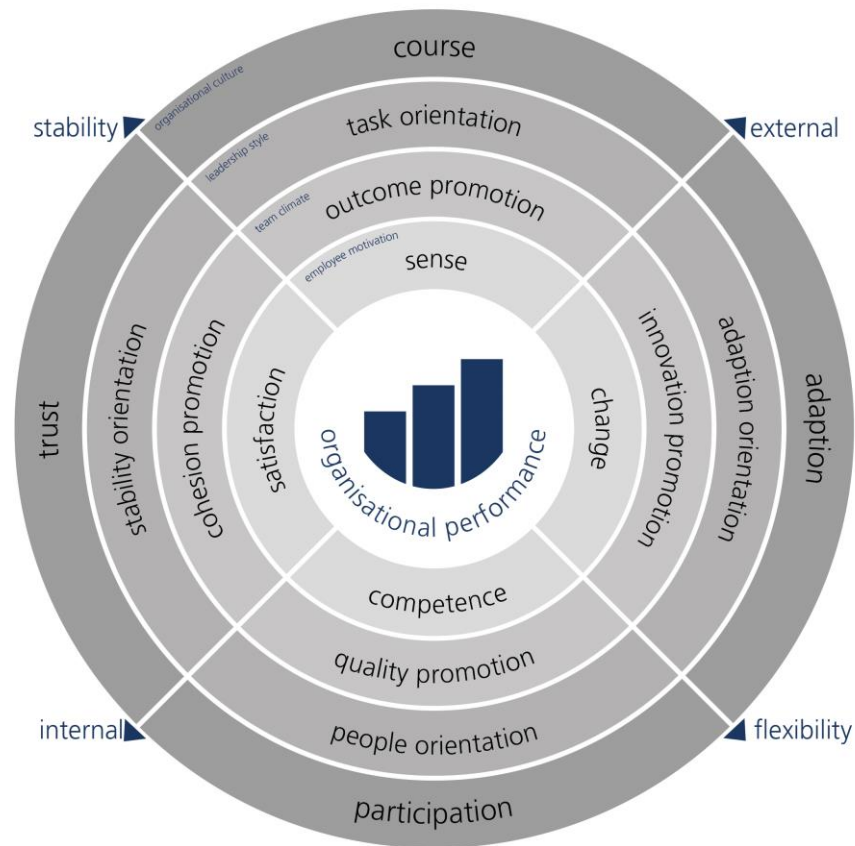 course
organisational culture
stability
external
task orientation
leadership style
outcome promotion
team climate
sense
employee motivation
trust
stability orientation
cohesion promotion
satisfaction
organisational performance
change
innovation promotion
adaption orientation
adaption
competence
quality promotion
internal
flexibility
people orientation
participation